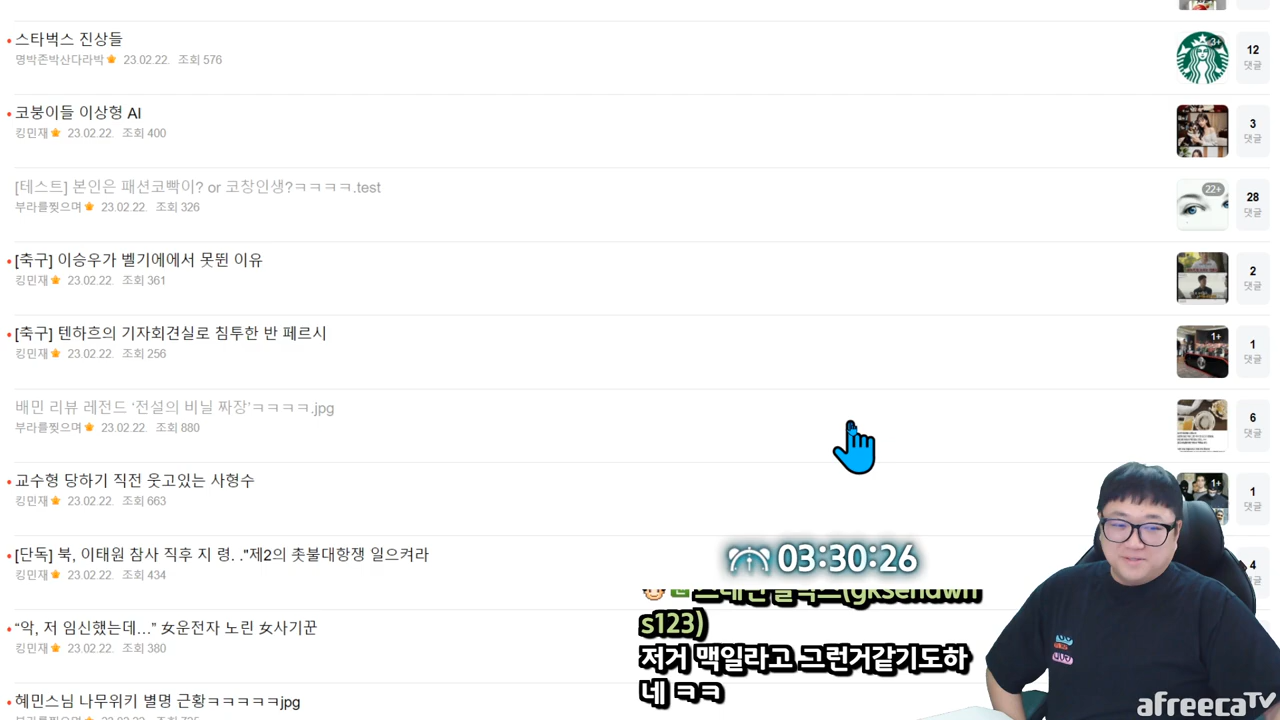 스타벅스 진상들
명박존박산다라박 23.02.22. 조회 576
3+
12
댓글
코붕이들 이상형 AI
킹민재 23.02.22. 조회 400
3
댓글
[테스트] 본인은 패션코빡이? or 코창인생?ㅋㅋㅋㅋ.test
부라를찢으며 23.02.22. 조회 326
22+
28
댓글
[축구] 이승우가 벨기에에서 못뛴 이유
킹민재 23.02.22. 조회 361
2
댓글
[축구] 텐하흐의 기자회견실로 침투한 반 페르시
킹민재 23.02.22. 조회 256
1+
1
댓글
배민 리뷰 레전드 ‘전설의 비닐 짜장’ㅋㅋㅋㅋ.jpg
부라를찢으며 23.02.22. 조회 880
6
댓글
교수형 당하기 직전 웃고있는 사형수
킹민재 23.02.22. 조회 663
1+
1
댓글
[단독] 북, 이태원 참사 직후 지 령. ."제2의 촛불대항쟁 일으켜라
킹민재 23.02.22. 조회 434
4
“악, 저 임신했는데…” 女운전자 노린 女사기꾼
킹민재 23.02.22. 조회 380
나무위키 별명 근황ㅋㅋㅋㅋㅋjpg
03:30:26
s123)
저거 맥일라고 그런거같기도하
네 ㅋㅋ
afreecaTV